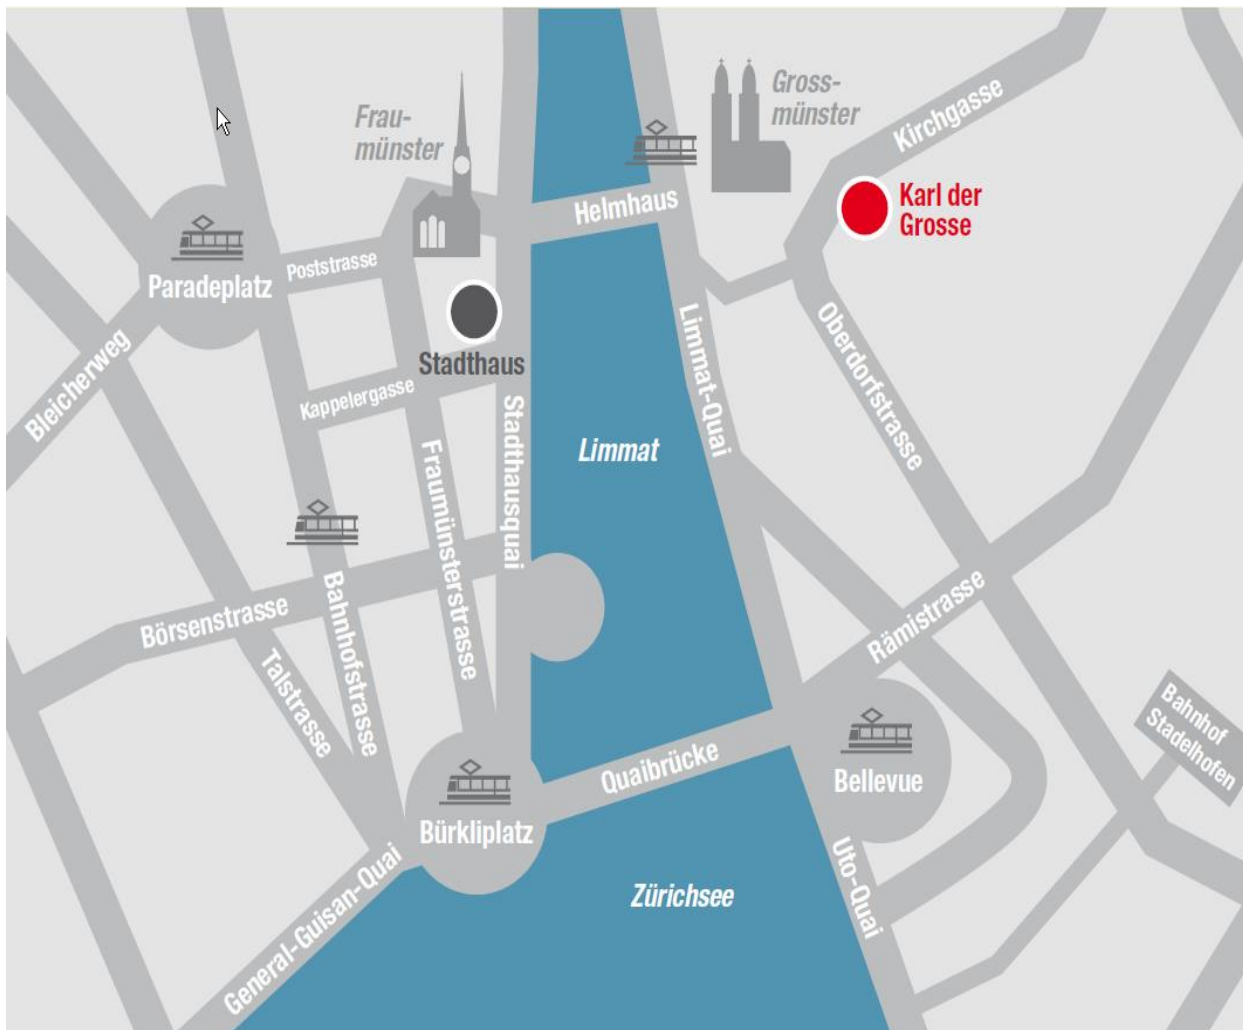 Frau-
münster
Gross-
münster
Kirchgasse
Karl der
Grosse
Helmhaus
Poststrasse
Paradeplatz
Stadthaus
Bleicherweg
Kappelergasse
Limmat-Quai
Oberdorfstrasse
Stadthausquai
Limmat
Fraumünsterstrasse
Börsenstrasse
Bahnhofstrasse
Talstrasse
Rämistrasse
Bahnhof
Stadelhofen
Quaibrücke
Bellevue
Bürkliplatz
Uto-Quai
Zürichsee
General-Guisan-Quai